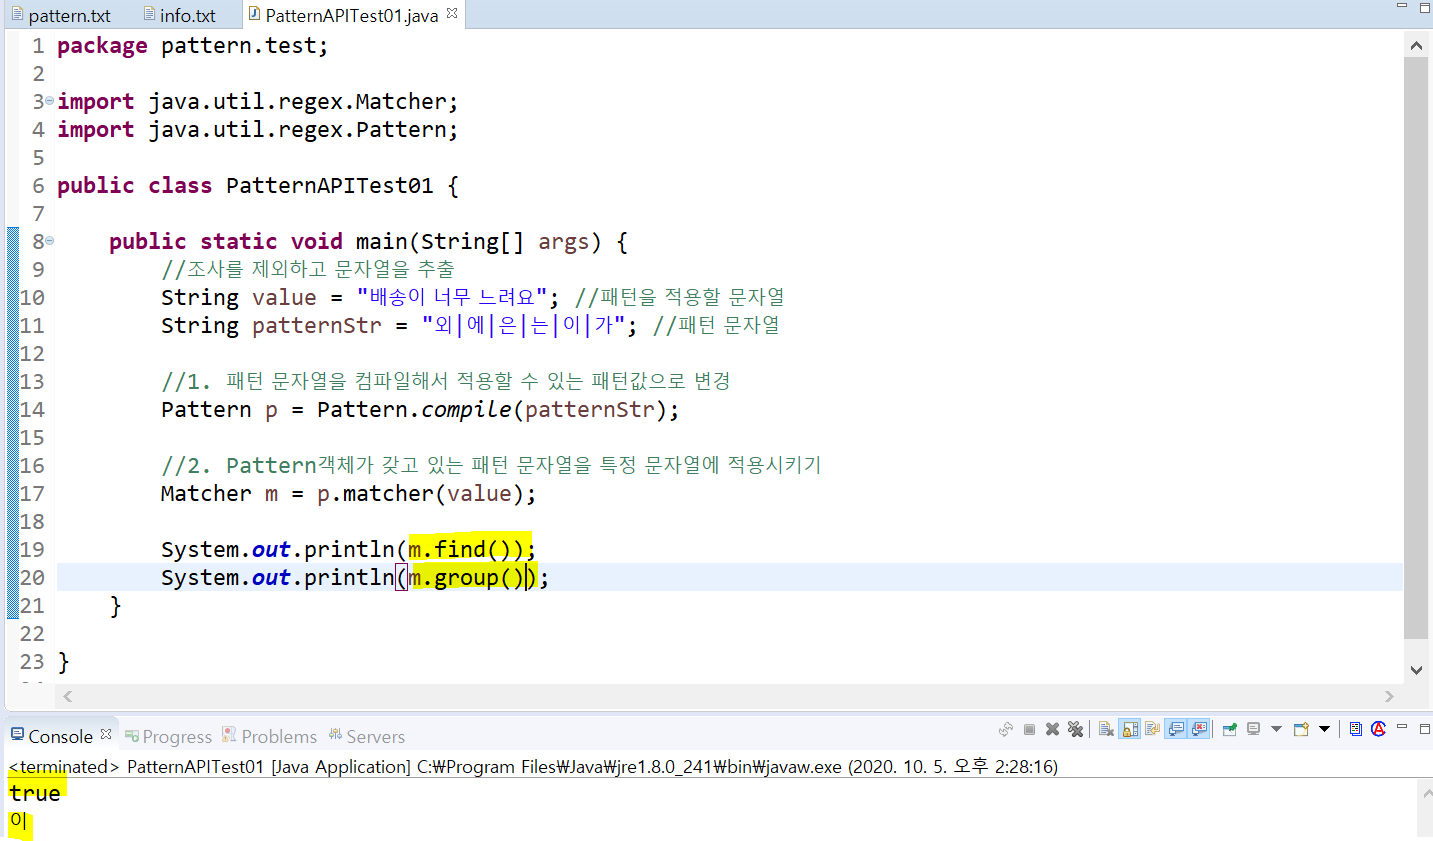 pattern.txt info.txt PatternAPITest01.java
1 package pattern.test;
2
3 import java.util.regex.Matcher;
4 import java.util.regex.Pattern;
5
6 public class PatternAPITest01 {
7
8 public static void main(String[] args) {
9 //조사를 제외하고 문자열을 추출
10 String value = "배송이 너무 느려요"; //패턴을 적용할 문자열
11 String patternStr = "외|에|은|는|이|가"; //패턴 문자열
12
13 //1. 패턴 문자열을 컴파일해서 적용할 수 있는 패턴값으로 변경
14 Pattern p = Pattern.compile(patternStr);
15
16 //2. Pattern객체가 갖고 있는 패턴 문자열을 특정 문자열에 적용시키기
17 Matcher m = p.matcher(value);
18
19 System.out.println(m.find());
20 System.out.println(m.group());
21 }
22
23 }
Console Progress Problems Servers
<terminated> PatternAPITest01 [Java Application] C:₩Program Files₩Java₩jre1.8.0_241₩bin₩javaw.exe (2020. 10. 5. 오후 2:28:16)
true
이